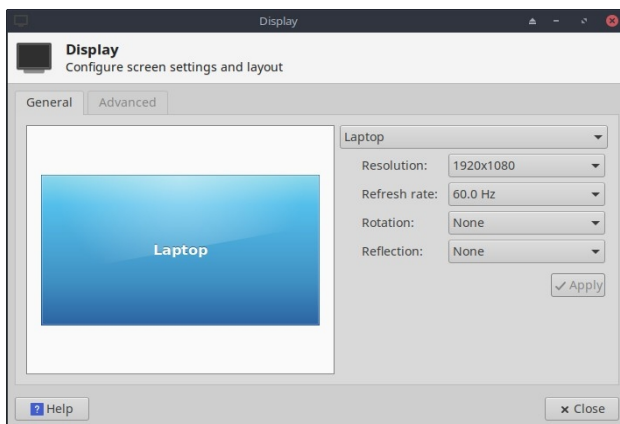 Display
Display
Configure screen settings and layout
General Advanced
Laptop
Resolution: 1920x1080
Refresh rate: 60.0 Hz
Rotation: None
Reflection: None
Apply
Laptop
? Help
Close